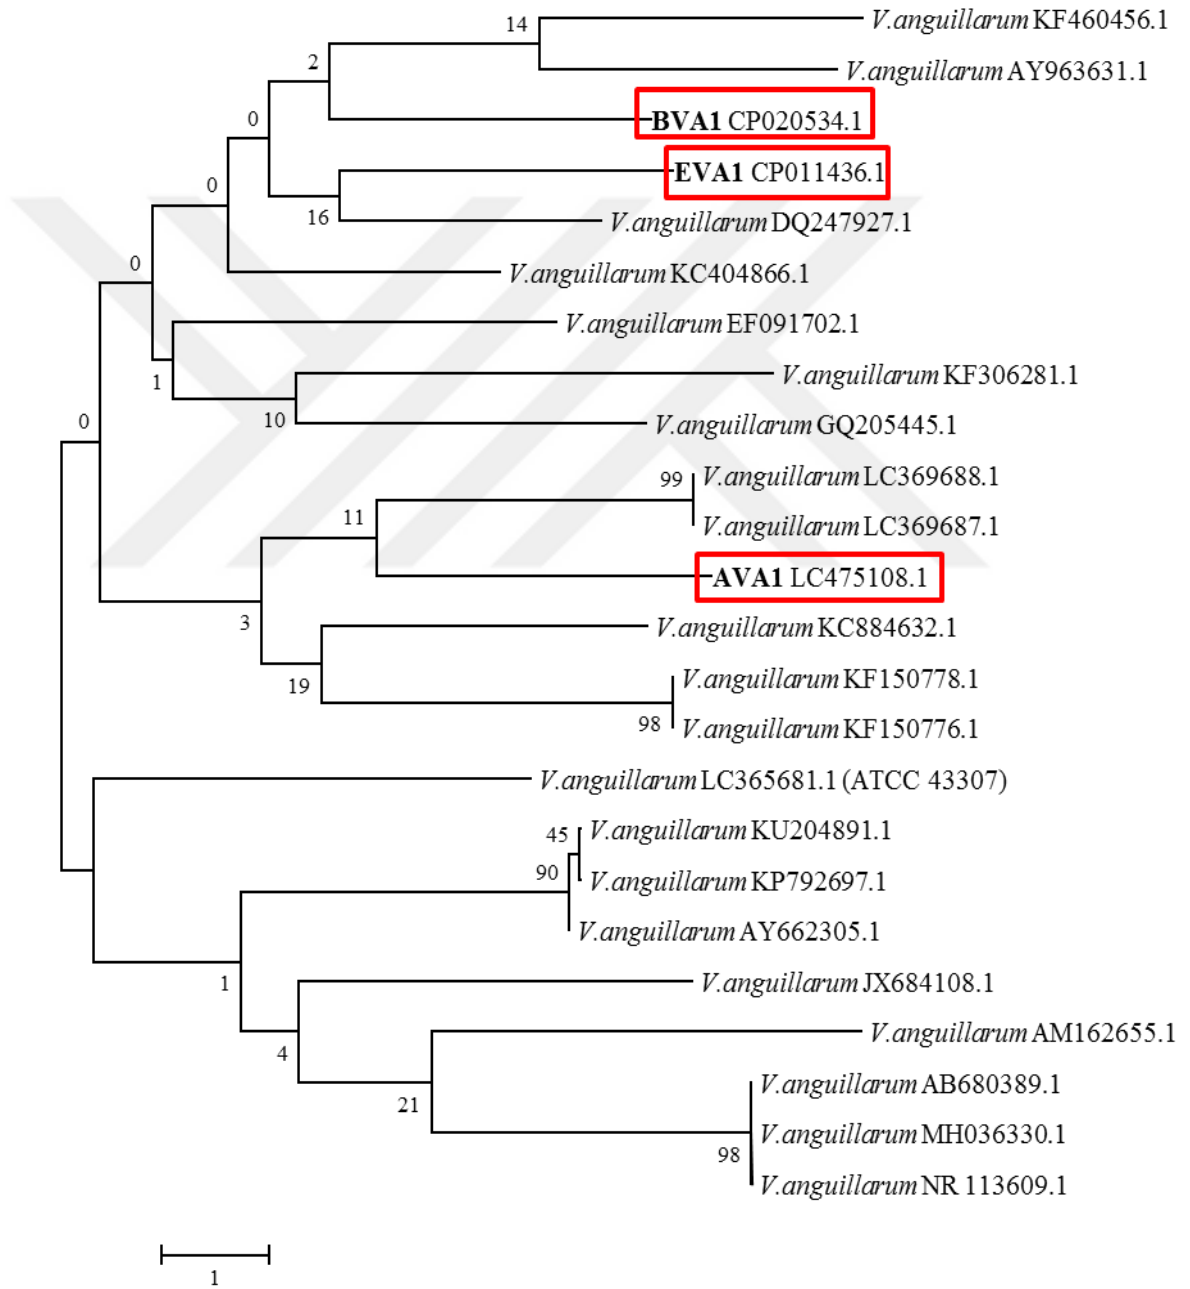 14
V.anguillarum KF460456.1
2
V.anguillarum AY963631.1
0
BVA1 CP020534.1
EVA1 CP011436.1
0
16
V.anguillarum DQ247927.1
0
V.anguillarum KC404866.1
V.anguillarum EF091702.1
1
V.anguillarum KF306281.1
0
10
V.anguillarum GQ205445.1
99
V.anguillarum LC369688.1
11
V.anguillarum LC369687.1
AVA1 LC475108.1
3
V.anguillarum KC884632.1
19
V.anguillarum KF150778.1
98
V.anguillarum KF150776.1
V.anguillarum LC365681.1 (ATCC 43307)
45
V.anguillarum KU204891.1
90
V.anguillarum KP792697.1
V.anguillarum AY662305.1
1
V.anguillarum JX684108.1
4
V.anguillarum AM162655.1
21
V.anguillarum AB680389.1
V.anguillarum MH036330.1
98
V.anguillarum NR 113609.1
1